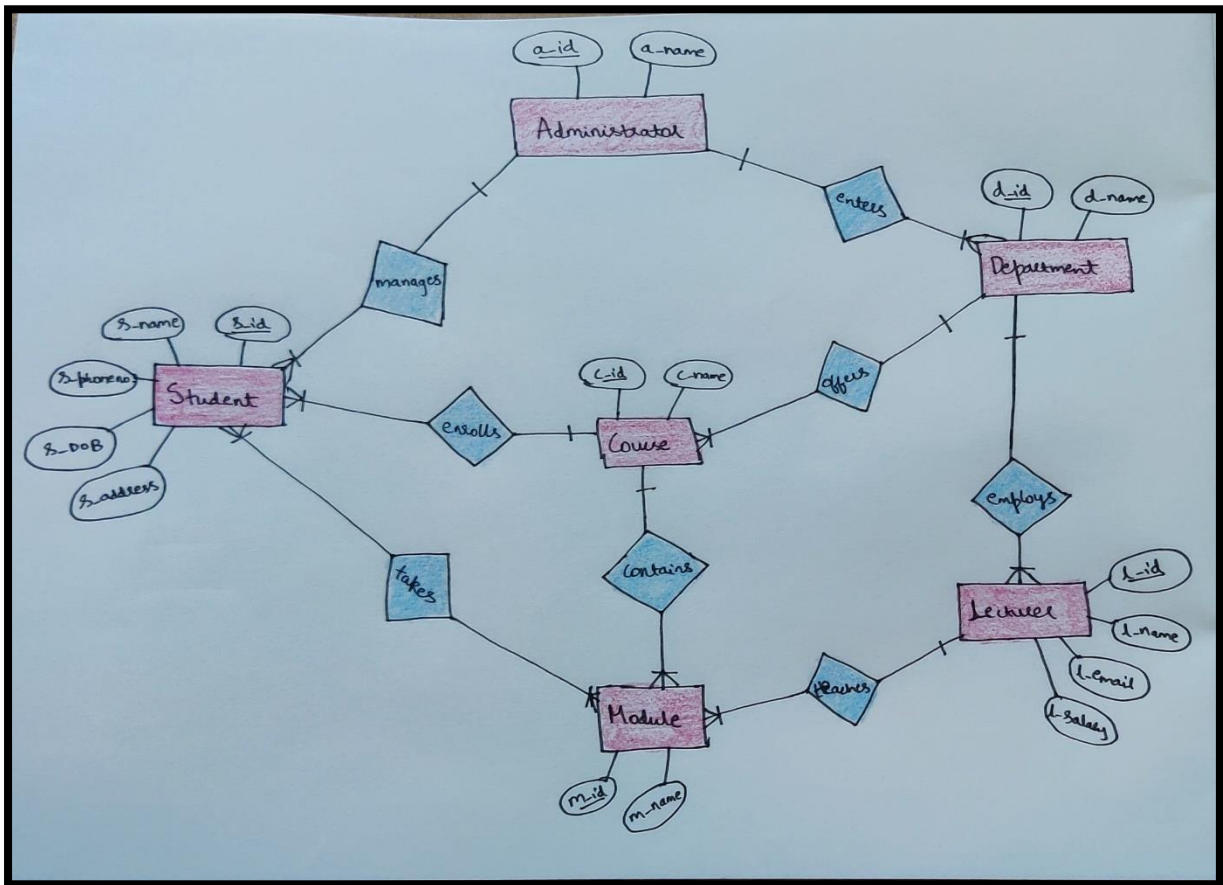 a_id
a_name
Administrator
enters
d_id
d_name
Department
manages
s_name
s_id
s_phoneno
Student
s_DOB
s_address
enrolls
c_id
c_name
Course
offers
employs
takes
contains
l_id
Lecturer
l_name
l_email
l_salary
teaches
Module
m_id
m_name